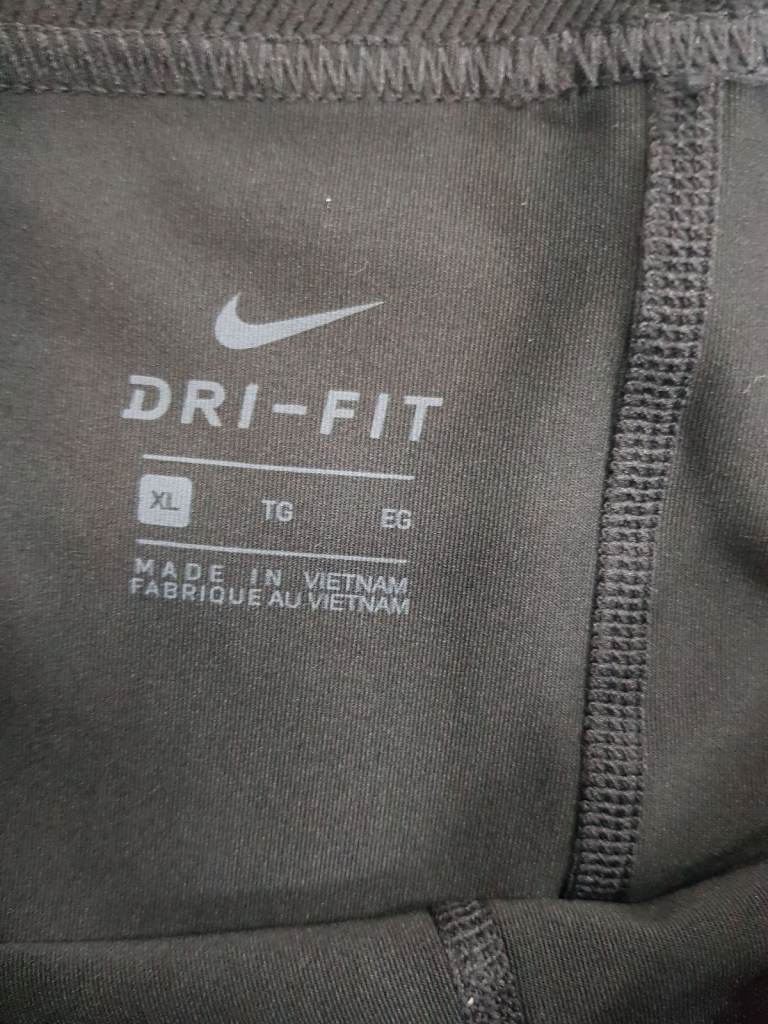 DRI-FIT
XL TG EG
MADE IN VIETNAM
FABRIQUE AU VIETNAM